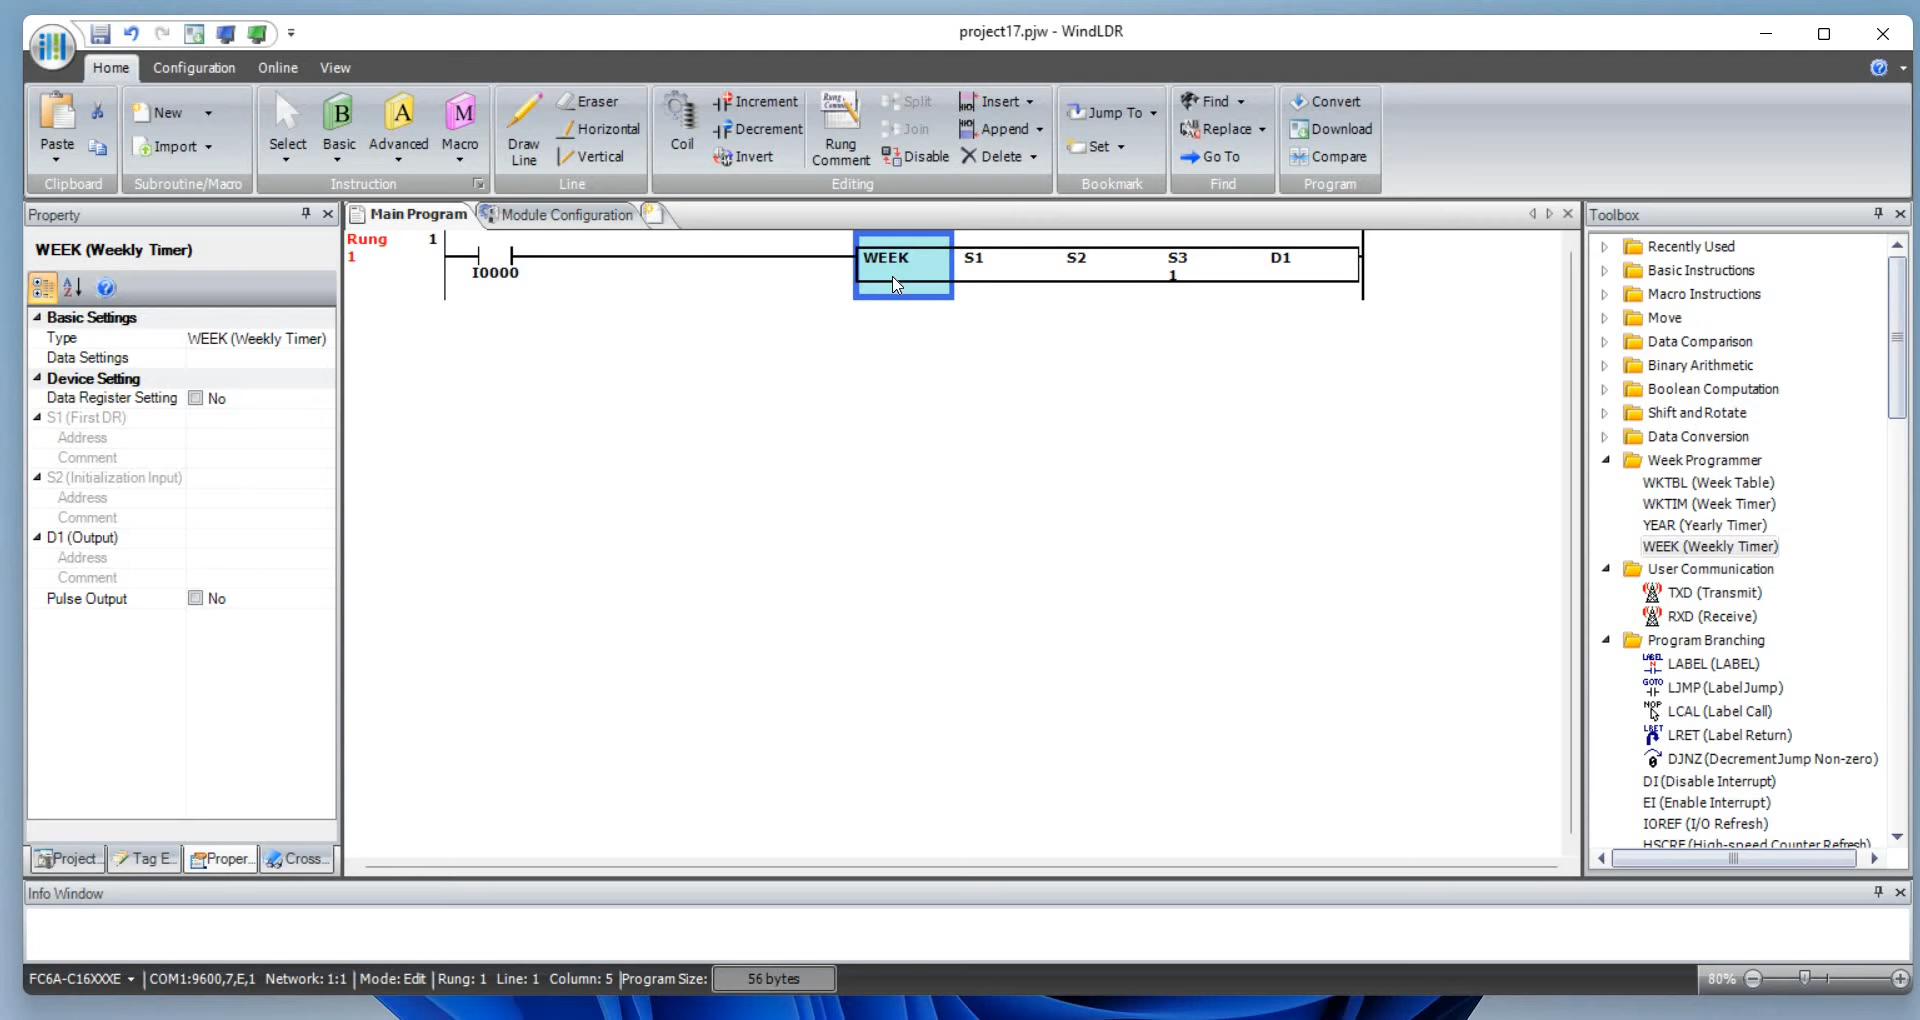 project17.pjw - WindLDR
Home Configuration Online View
Paste
Clipboard
New
Import
Subroutine/Macro
Select
B
Basic
A
Advanced
M
Macro
Instruction
Draw
Line
Eraser
Horizontal
Vertical
Line
Coil
Increment
Decrement
Invert
Rung
Comment
Split
Join
Disable
Insert
Append
Delete
Editing
Jump To
Set
Bookmark
Find
Replace
Go To
Find
Convert
Download
Compare
Program
Property
WEEK (Weekly Timer)
Basic Settings
Type WEEK (Weekly Timer)
Data Settings
Device Setting
Data Register Setting No
S1 (First DR)
Address
Comment
S2 (Initialization Input)
Address
Comment
D1 (Output)
Address
Comment
Pulse Output No
Project Tag E... Proper... Cross...
Main Program Module Configuration
Rung 1
1
I0000
WEEK S1 S2 S3 D1
1
Toolbox
Recently Used
Basic Instructions
Macro Instructions
Move
Data Comparison
Binary Arithmetic
Boolean Computation
Shift and Rotate
Data Conversion
Week Programmer
WKTBL (Week Table)
WKTIM (Week Timer)
YEAR (Yearly Timer)
WEEK (Weekly Timer)
User Communication
TXD (Transmit)
RXD (Receive)
Program Branching
LABEL (LABEL)
LJMP (Label Jump)
LCAL (Label Call)
LRET (Label Return)
DJNZ (Decrement Jump Non-zero)
DI (Disable Interrupt)
EI (Enable Interrupt)
IOREF (I/O Refresh)
HSCRF (High-speed Counter Refresh)
Info Window
FC6A-C16XXXE COM1:9600,7,E,1 Network: 1:1 Mode: Edit Rung: 1 Line: 1 Column: 5 Program Size: 56 bytes 80%